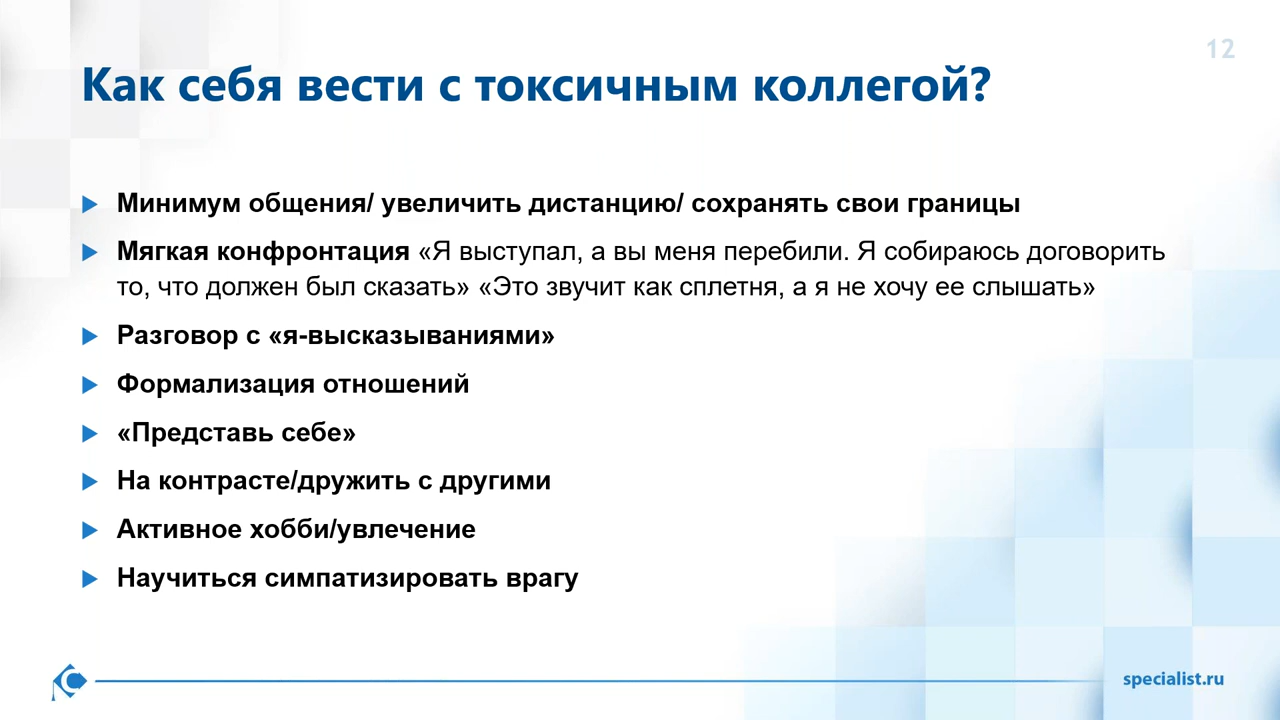 12
Как себя вести с токсичным коллегой?
Минимум общения/ увеличить дистанцию/ сохранять свои границы
Мягкая конфронтация «Я выступал, а вы меня перебили. Я собираюсь договорить
то, что должен был сказать» «Это звучит как сплетня, а я не хочу ее слышать»
Разговор с «я-высказываниями»
Формализация отношений
«Представь себе»
На контрасте/дружить с другими
Активное хобби/увлечение
Научиться симпатизировать врагу
specialist.ru